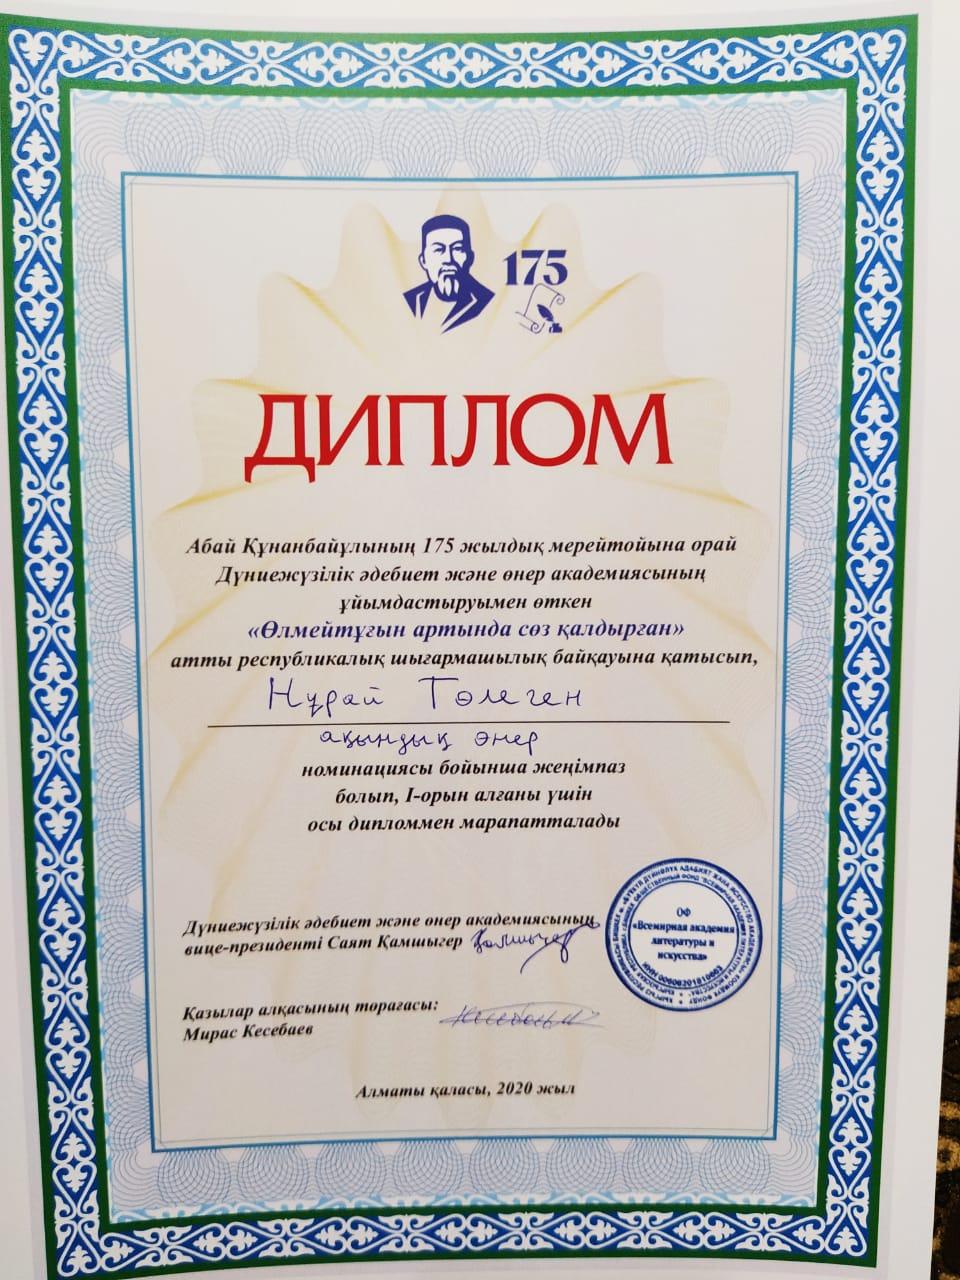 175
ДИПЛОМ
Абай Құнанбайұлының 175 жылдық мерейтойына орай
Дүниежүзілік әдебиет және өнер академиясының
ұйымдастыруымен өткен
«Өлмейтұғын артында сөз қалдырған»
атты республикалық шығармашылық байқауына қатысып,
Нұрай Төлеген
ақындық өнер
номинациясы бойынша жеңімпаз
болып, I-орын алғаны үшін
осы дипломмен марапатталады
Дүниежүзілік әдебиет және өнер академиясының
вице-президенті Саят Қамшыгер
Қазылар алқасының төрағасы:
Мирас Кесебаев
ОФ
«Всемирная академия
литературы и
искусства»
Алматы қаласы, 2020 жыл